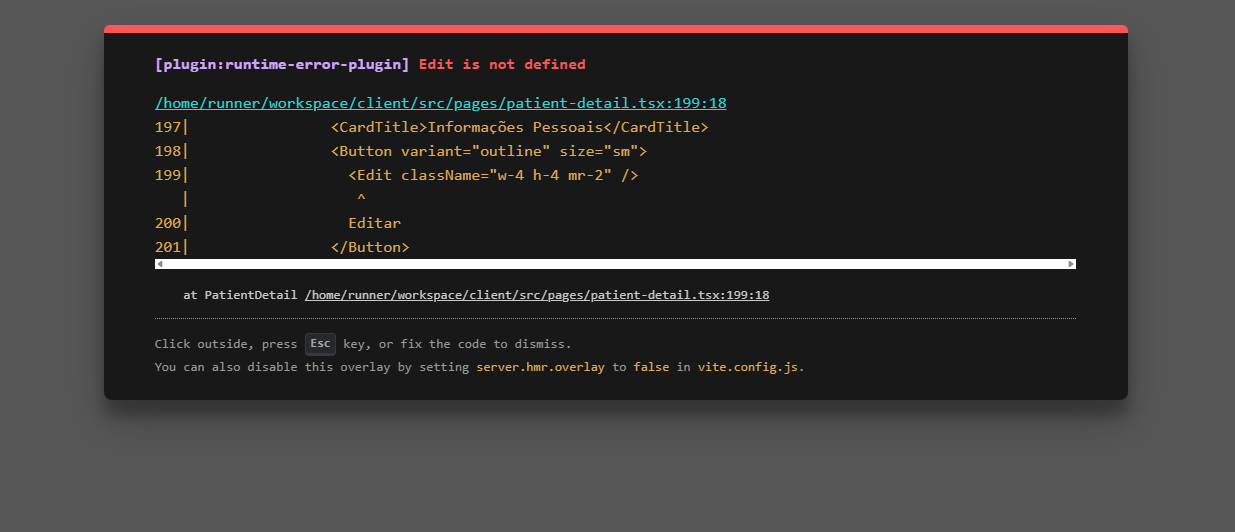 [plugin:runtime-error-plugin] Edit is not defined
/home/runner/workspace/client/src/pages/patient-detail.tsx:199:18
197|                <CardTitle>Informações Pessoais</CardTitle>
198|                <Button variant="outline" size="sm">
199|                  <Edit className="w-4 h-4 mr-2" />
   |                   ^
200|                  Editar
201|                </Button>
at PatientDetail /home/runner/workspace/client/src/pages/patient-detail.tsx:199:18
Click outside, press Esc key, or fix the code to dismiss.
You can also disable this overlay by setting server.hmr.overlay to false in vite.config.js.